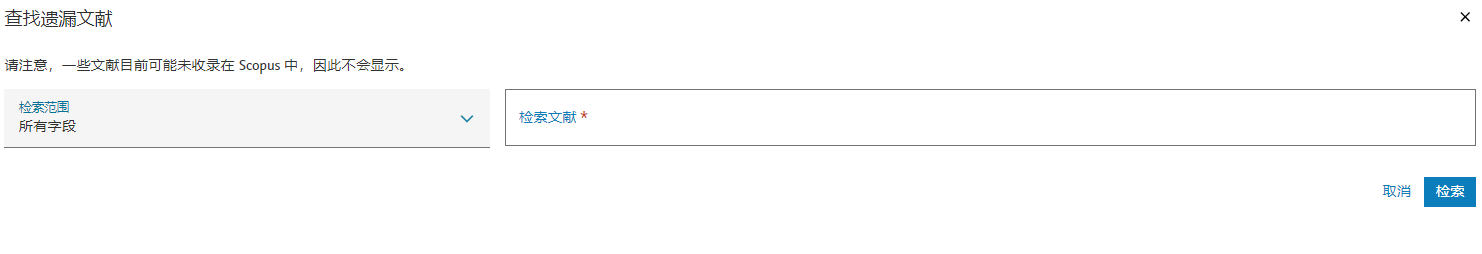 查找遗漏文献
请注意，一些文献目前可能未收录在 Scopus 中，因此不会显示。
检索范围
所有字段
检索文献 *
取消
检索